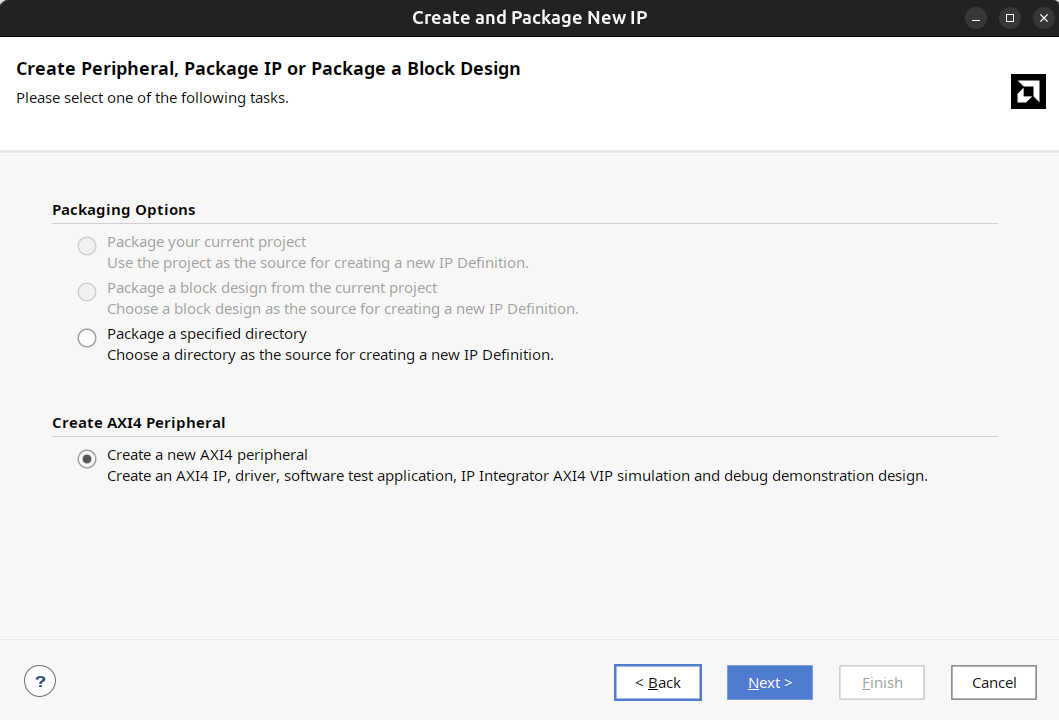 Create and Package New IP
Create Peripheral, Package IP or Package a Block Design
Please select one of the following tasks.
Packaging Options
Package your current project
Use the project as the source for creating a new IP Definition.
Package a block design from the current project
Choose a block design as the source for creating a new IP Definition.
Package a specified directory
Choose a directory as the source for creating a new IP Definition.
Create AXI4 Peripheral
Create a new AXI4 peripheral
Create an AXI4 IP, driver, software test application, IP Integrator AXI4 VIP simulation and debug demonstration design.
? < Back Next > Finish Cancel